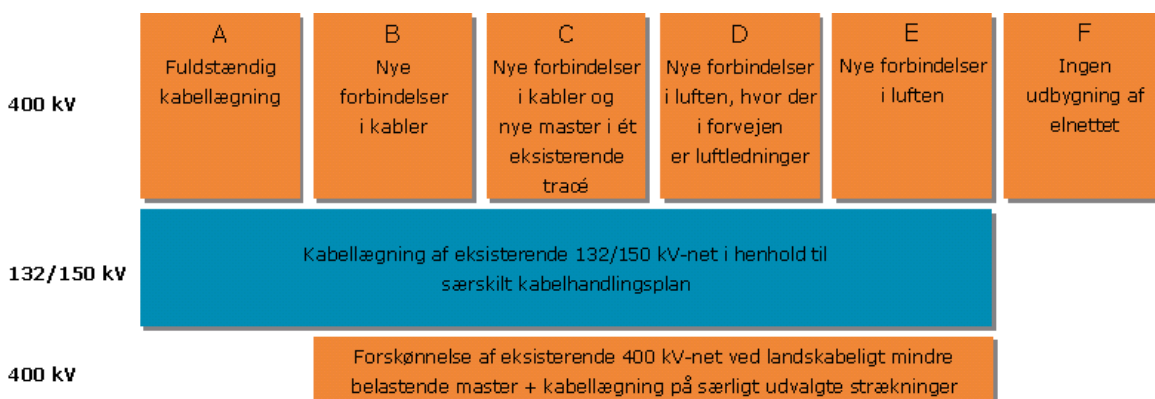 400 kV
A
Fuldstændig
kabellægning
B
Nye
forbindelser
i kabler
C
Nye forbindelser
i kabler og
nye master i ét
eksisterende
tracé
D
Nye forbindelser
i luften, hvor der
i forvejen
er luftledninger
E
Nye forbindelser
i luften
F
Ingen
udbygning af
elnettet
132/150 kV
Kabellægning af eksisterende 132/150 kV-net i henhold til
særskilt kabelhandlingsplan
400 kV
Forskønnelse af eksisterende 400 kV-net ved landskabeligt mindre
belastende master + kabellægning på særligt udvalgte strækninger